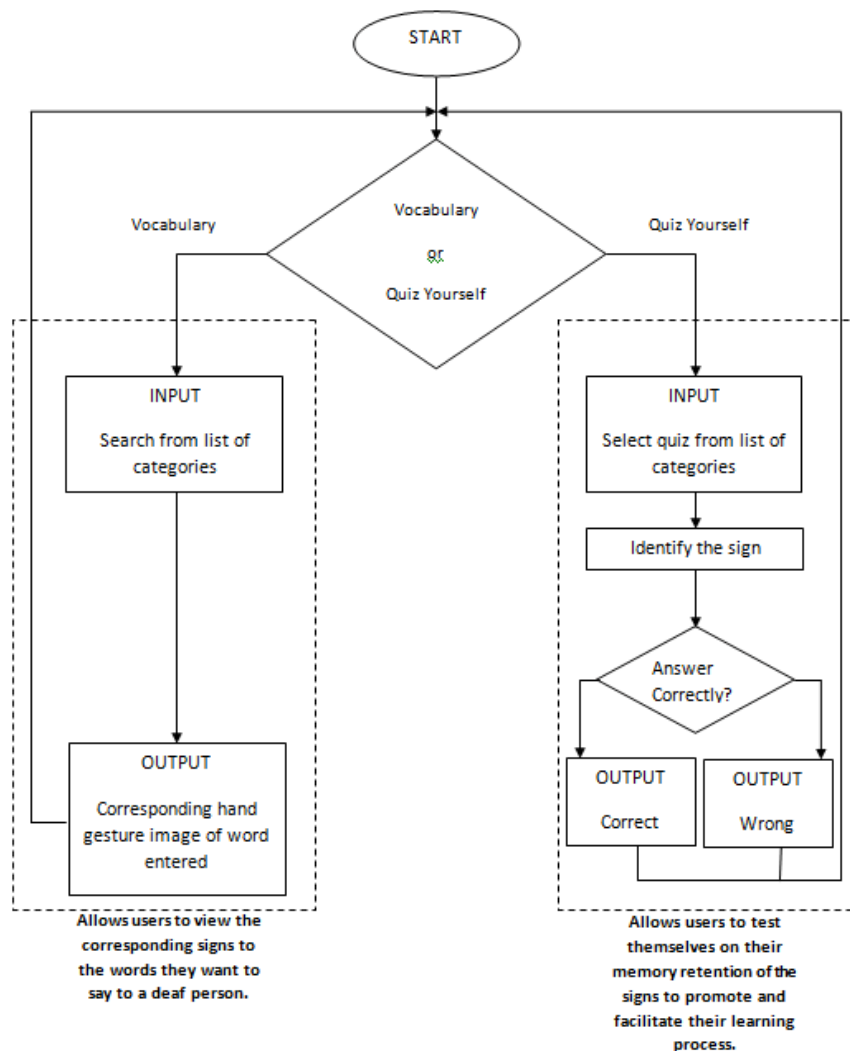 START
Vocabulary
Vocabulary
or
Quiz Yourself
Quiz Yourself
INPUT
Search from list of
categories
OUTPUT
Corresponding hand
gesture image of word
entered
Allows users to view the
corresponding signs to
the words they want to
say to a deaf person.
INPUT
Select quiz from list of
categories
Identify the sign
Answer
Correctly?
OUTPUT
Correct
OUTPUT
Wrong
Allows users to test
themselves on their
memory retention of the
signs to promote and
facilitate their learning
process.